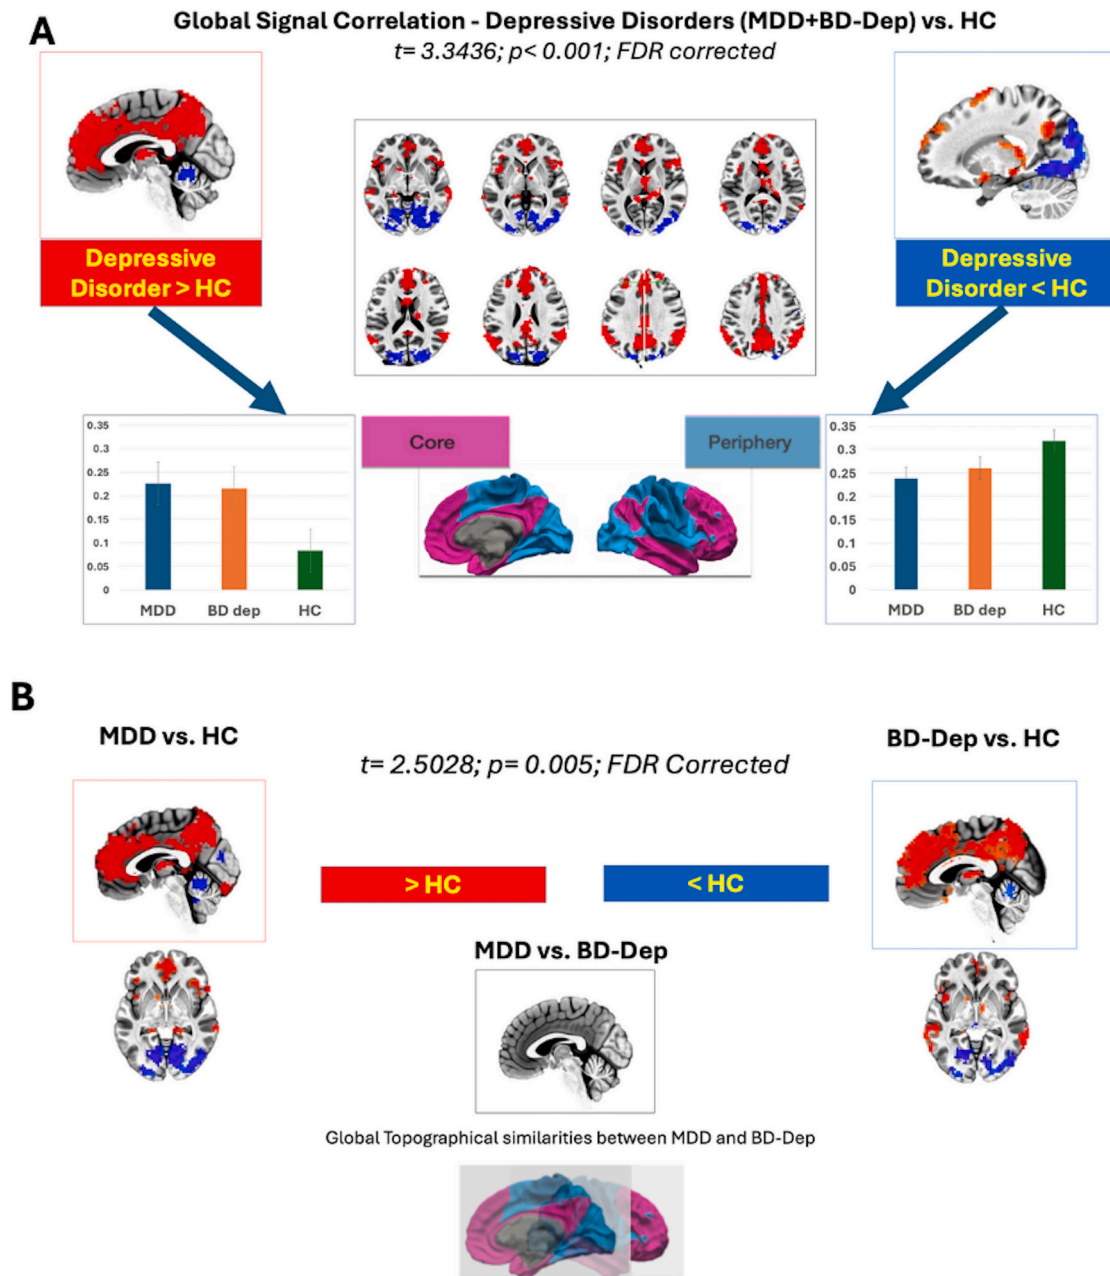 A
Global Signal Correlation - Depressive Disorders (MDD+BD-Dep) vs. HC
t= 3.3436; p< 0.001; FDR corrected
Depressive
Disorder > HC
Depressive
Disorder < HC
0.35
0.3
0.25
0.2
0.15
0.1
0.05
0
MDD BD dep HC
Core
Periphery
0.35
0.3
0.25
0.2
0.15
0.1
0.05
0
MDD BD dep HC
B
MDD vs. HC
t= 2.5028; p= 0.005; FDR Corrected
BD-Dep vs. HC
> HC
< HC
MDD vs. BD-Dep
Global Topographical similarities between MDD and BD-Dep